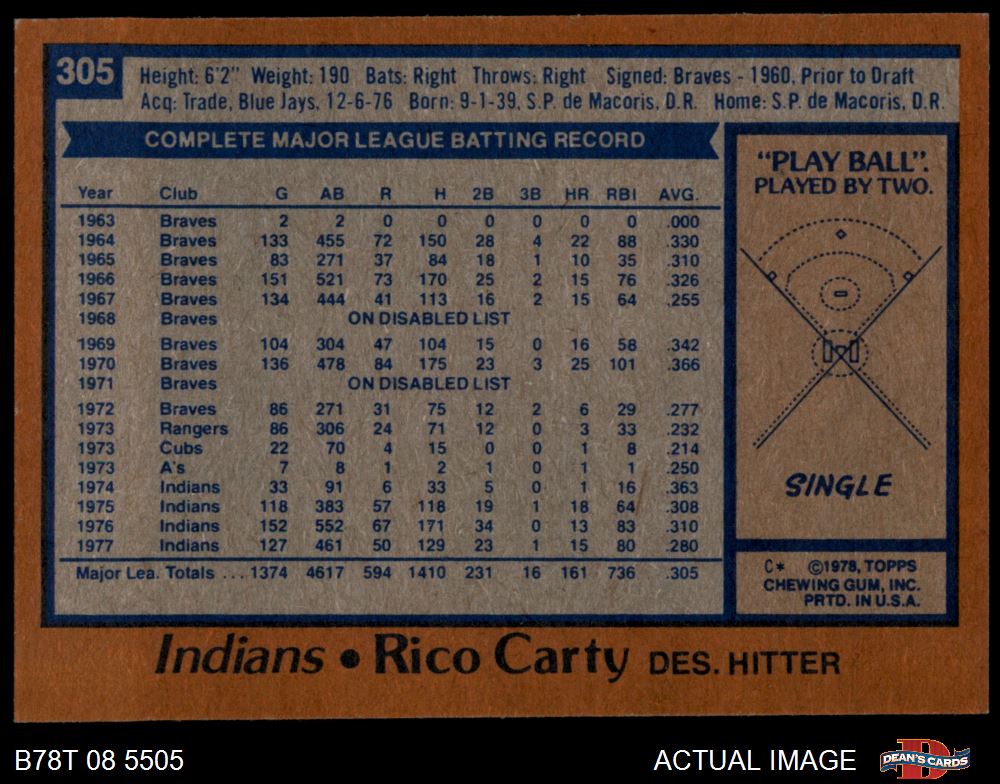 305
Height: 6'2" Weight: 190 Bats: Right Throws: Right Signed: Braves - 1960, Prior to Draft
Acq: Trade, Blue Jays, 12-6-76 Born: 9-1-39, S.P. de Macoris, D.R. Home: S.P. de Macoris, D.R.
COMPLETE MAJOR LEAGUE BATTING RECORD
Year Club G AB R H 2B 3B HR RBI AVG.
1963 Braves 2 2 0 0 0 0 0 0 .000
1964 Braves 133 455 72 150 28 4 22 88 .330
1965 Braves 83 271 37 84 18 1 10 35 .310
1966 Braves 151 521 73 170 25 2 15 76 .326
1967 Braves 134 444 41 113 16 2 15 64 .255
1968 Braves ON DISABLED LIST
1969 Braves 104 304 47 104 15 0 16 58 .342
1970 Braves 136 478 84 175 23 3 25 101 .366
1971 Braves ON DISABLED LIST
1972 Braves 86 271 31 75 12 2 6 29 .277
1973 Rangers 86 306 24 71 12 0 3 33 .232
1973 Cubs 22 70 4 15 0 0 1 8 .214
1973 A's 7 8 1 2 1 0 1 1 .250
1974 Indians 33 91 6 33 5 0 1 16 .363
1975 Indians 118 383 57 118 19 1 18 64 .308
1976 Indians 152 552 67 171 34 0 13 83 .310
1977 Indians 127 461 50 129 23 1 15 80 .280
Major Lea. Totals ... 1374 4617 594 1410 231 16 161 736 .305
"PLAY BALL".
PLAYED BY TWO.
SINGLE
C* ©1978, TOPPS
CHEWING GUM, INC.
PRTD. IN U.S.A.
Indians • Rico Carty DES. HITTER
B78T 08 5505
ACTUAL IMAGE
D
DEAN'S CARDS